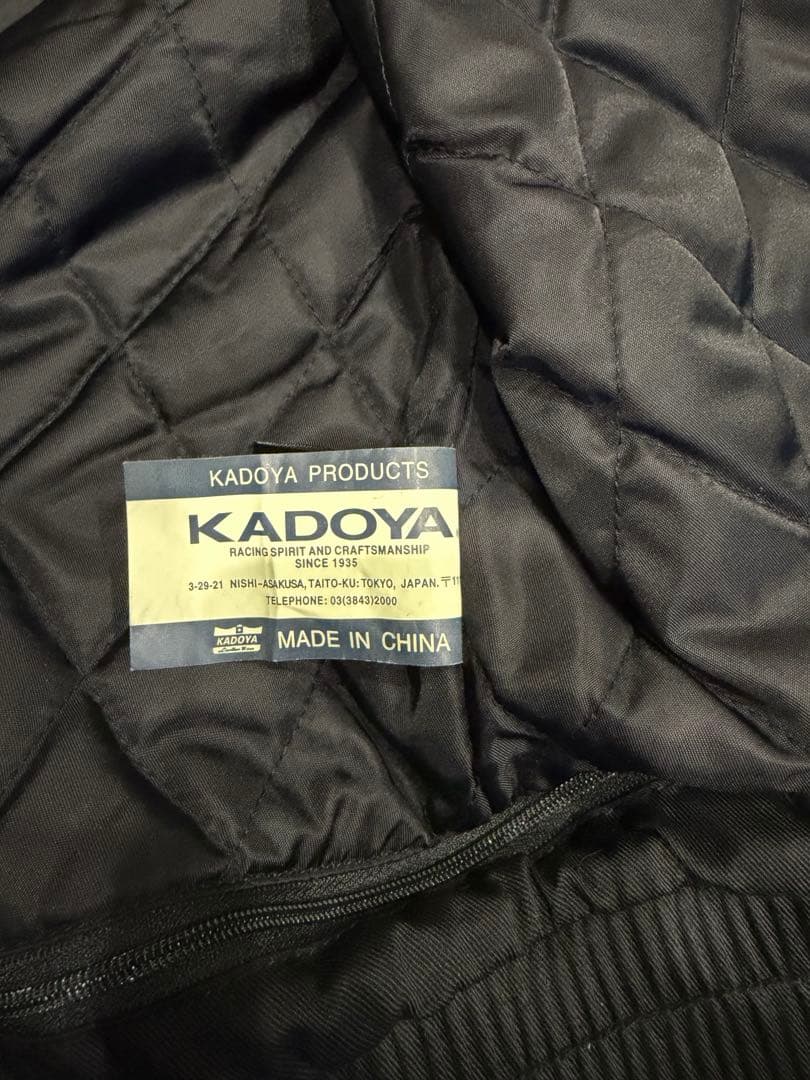 KADOYA PRODUCTS
KADOYA
RACING SPIRIT AND CRAFTSMANSHIP
SINCE 1935
3-29-21 NISHI-ASAKUSA, TAITO-KU: TOKYO, JAPAN. 〒11
TELEPHONE: 03(3843)2000
KADOYA
MADE IN CHINA